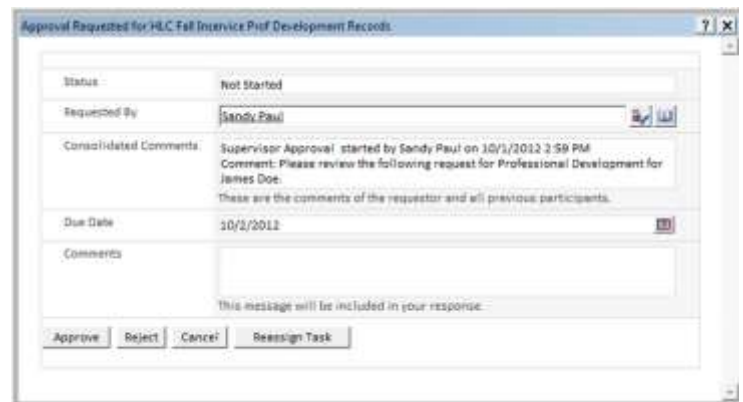 Approval Requested for HLC Fall Inservice Prof Development Records
Status
Not Started
Requested By
Sandy Paul
Consolidated Comments
Supervisor Approval started by Sandy Paul on 10/1/2012 2:59 PM
Comment: Please review the following request for Professional Development for
James Doe.
These are the comments of the requestor and all previous participants.
Due Date
10/2/2012
Comments
This message will be included in your response.
Approve
Reject
Cancel
Reassign Task